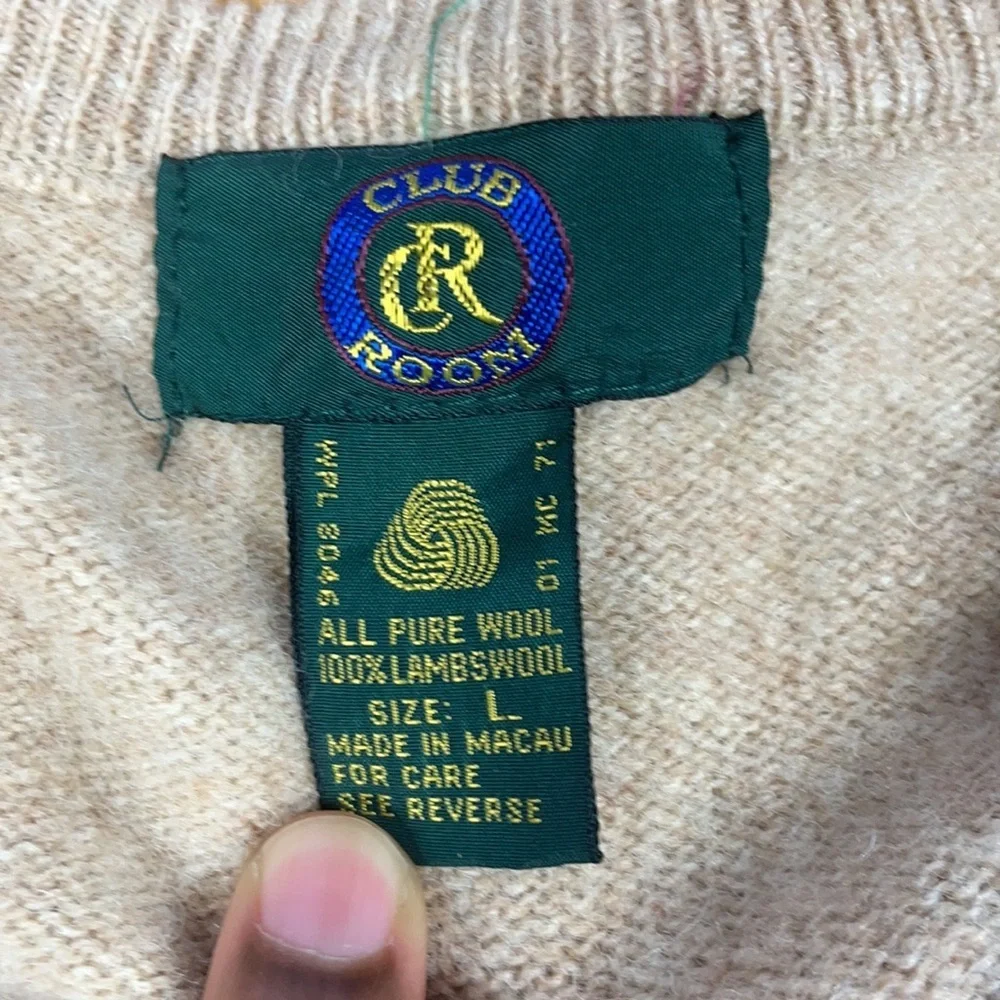 CLUB
CR
ROOM
WPL 8046
01 MC 71
ALL PURE WOOL
100% LAMBSWOOL
SIZE: L
MADE IN MACAU
FOR CARE
SEE REVERSE